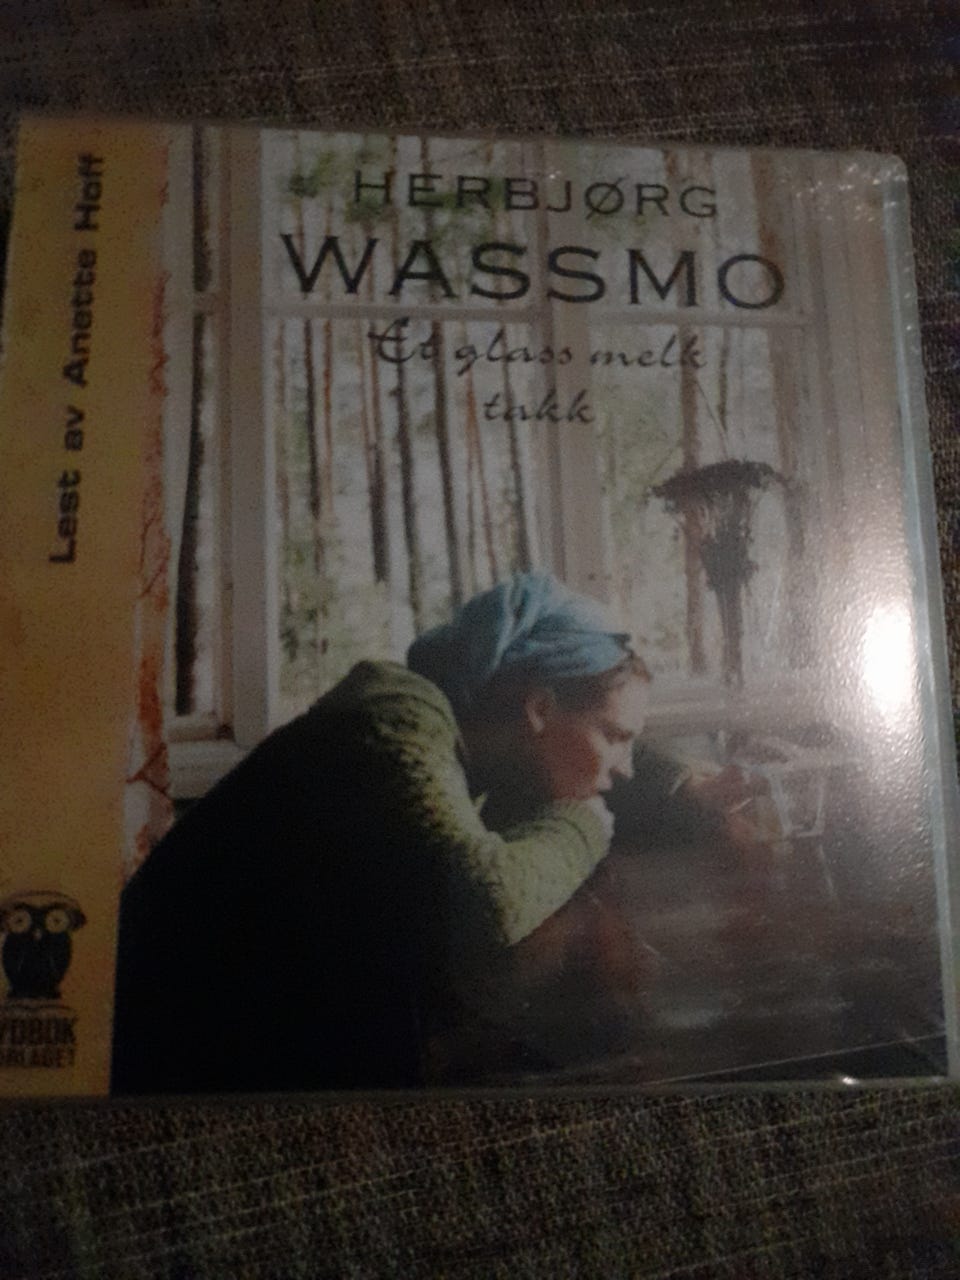 HERBJØRG
WASSMO
Et glass melk
takk
Lest av Anette Hoff